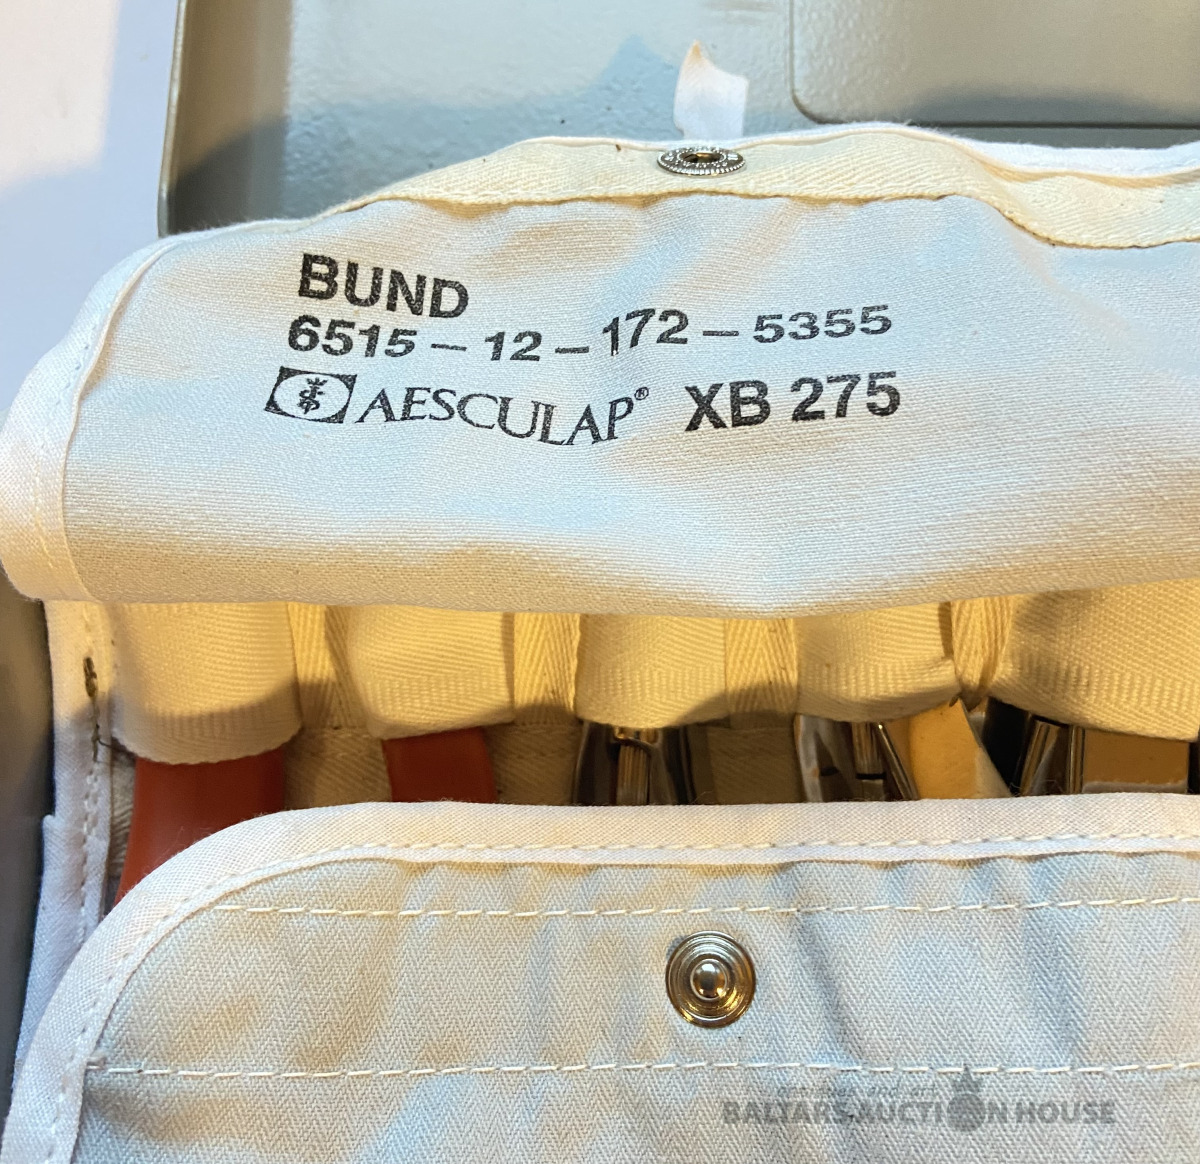 BUND
6515-12-172-5355
AESCULAP® XB 275
BALTARS AUCTION HOUSE